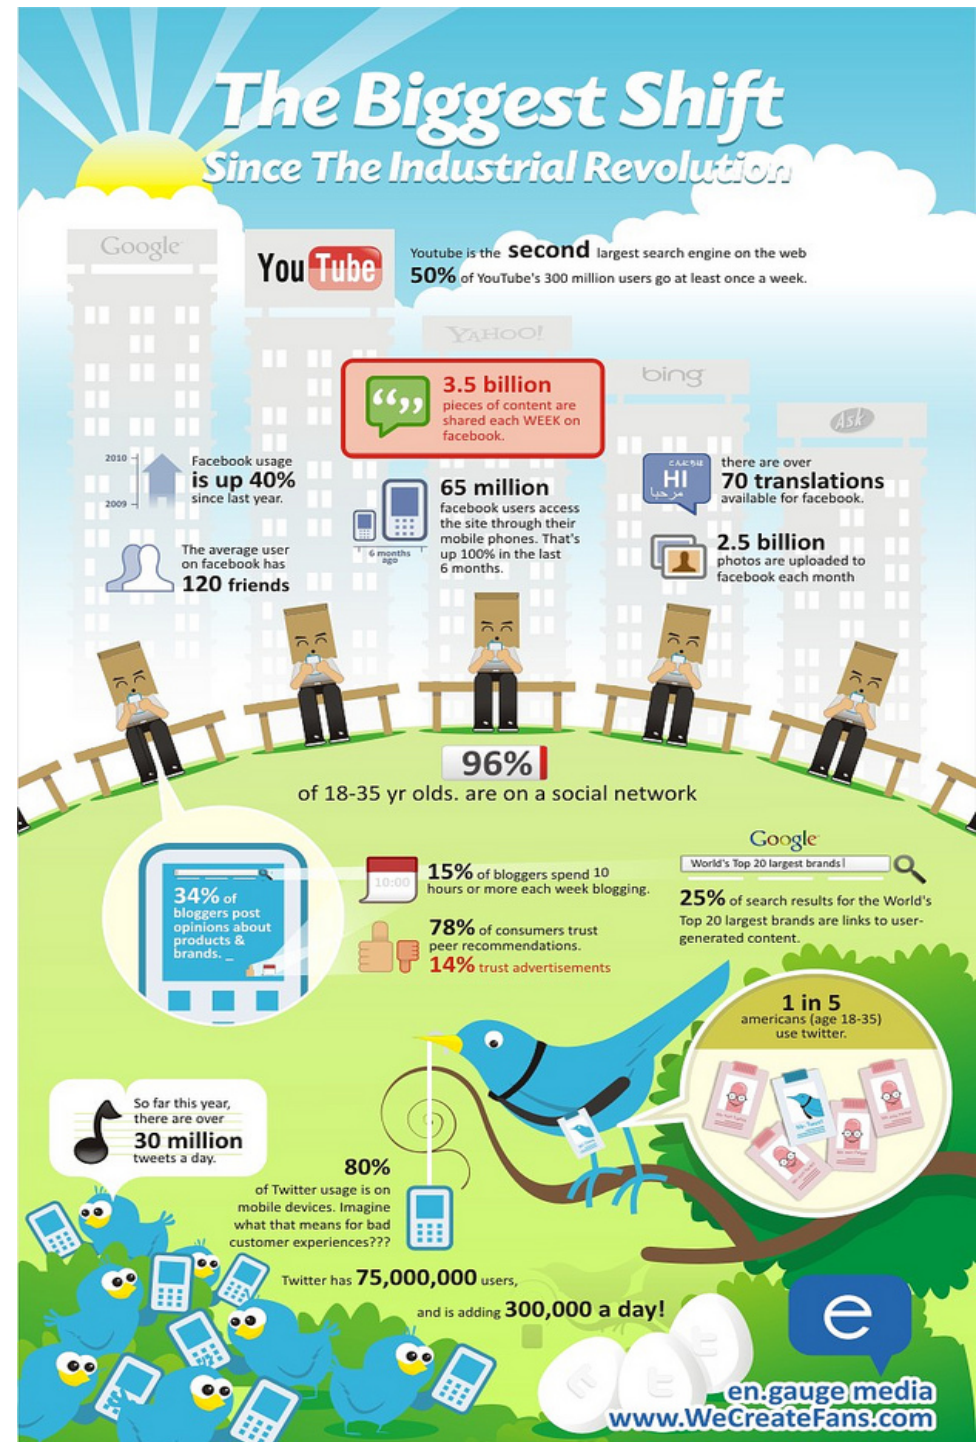 The Biggest Shift
Since The Industrial Revolution
Google
YouTube
Youtube is the second largest search engine on the web
50% of YouTube's 300 million users go at least once a week.
YAHOO!
bing
Ask
3.5 billion
pieces of content are
shared each WEEK on
facebook.
2010
2009
Facebook usage
is up 40%
since last year.
6 months
ago
65 million
facebook users access
the site through their
mobile phones. That's
up 100% in the last
6 months.
HI
مرحبا
there are over
70 translations
available for facebook.
The average user
on facebook has
120 friends
2.5 billion
photos are uploaded to
facebook each month
96%
of 18-35 yr olds. are on a social network
34% of
bloggers post
opinions about
products &
brands. _
10:00
15% of bloggers spend 10
hours or more each week blogging.
78% of consumers trust
peer recommendations.
14% trust advertisements
Google
World's Top 20 largest brands|
25% of search results for the World's
Top 20 largest brands are links to user-
generated content.
1 in 5
americans (age 18-35)
use twitter.
So far this year,
there are over
30 million
tweets a day.
80%
of Twitter usage is on
mobile devices. Imagine
what that means for bad
customer experiences???
Twitter has 75,000,000 users,
and is adding 300,000 a day!
t
t
t
e
en.gauge media
www.WeCreateFans.com